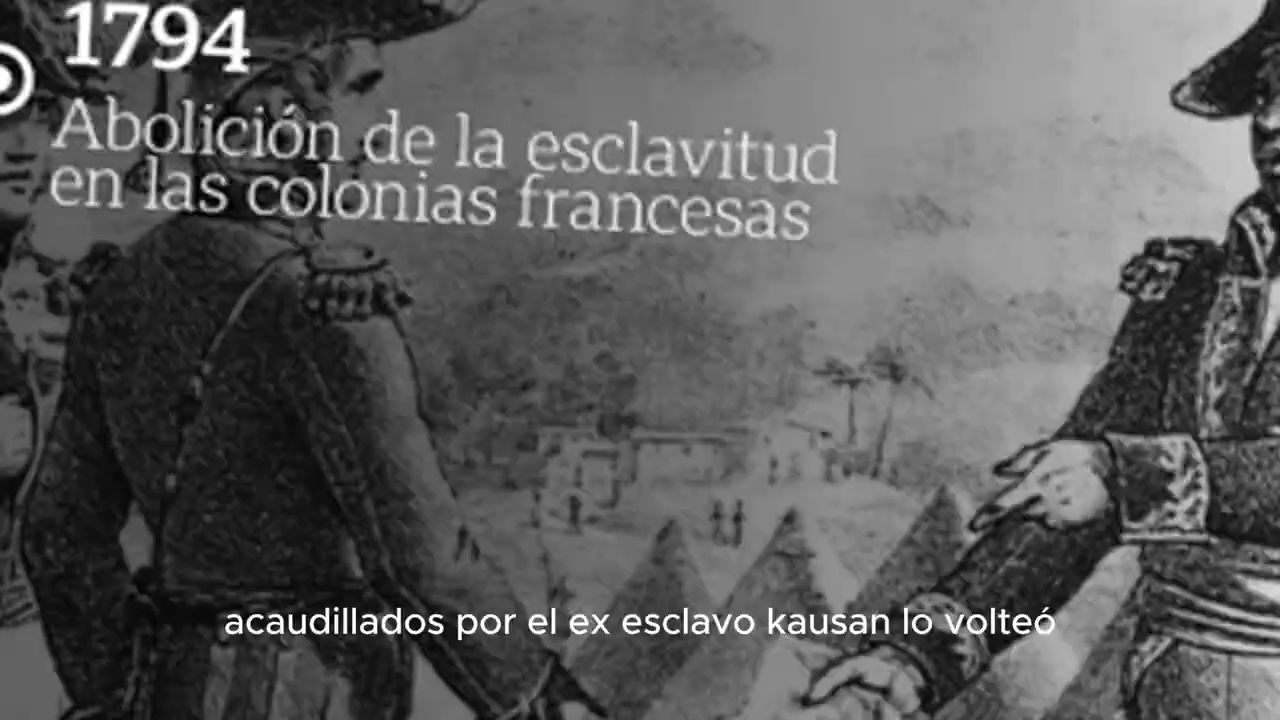 1794
Abolición de la esclavitud
en las colonias francesas
acaudillados por el ex esclavo kausan lo volteó